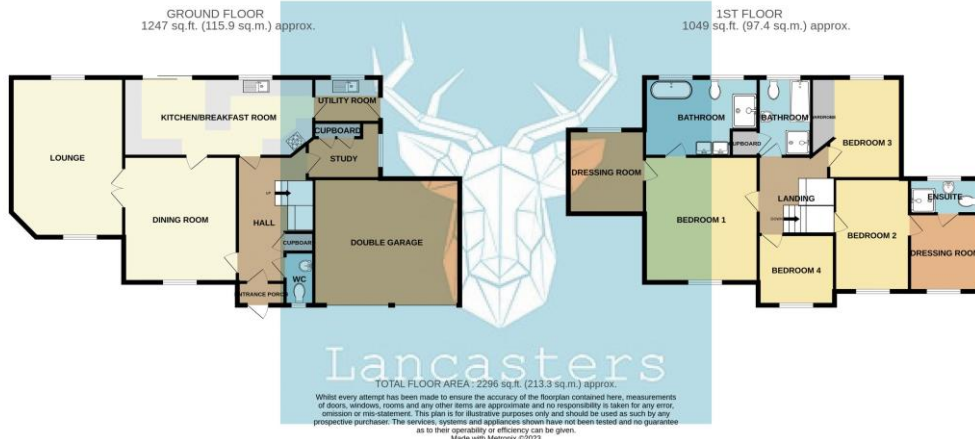 GROUND FLOOR
1247 sq.ft. (115.9 sq.m.) approx.
1ST FLOOR
1049 sq.ft. (97.4 sq.m.) approx.
LOUNGE
KITCHEN/BREAKFAST ROOM
UTILITY ROOM
CUPBOARD
STUDY
DINING ROOM
HALL
UP
CUPBOARD
WC
ENTRANCE PORCH
DOUBLE GARAGE
BATHROOM
BATHROOM
CUPBOARD
WARDROBE
BEDROOM 3
DRESSING ROOM
BEDROOM 1
LANDING
DOWN
BEDROOM 2
ENSUITE
BEDROOM 4
DRESSING ROOM
Lancasters
TOTAL FLOOR AREA : 2296 sq.ft. (213.3 sq.m.) approx.
Whilst every attempt has been made to ensure the accuracy of the floorplan contained here, measurements
of doors, windows, rooms and any other items are approximate and no responsibility is taken for any error,
omission or mis-statement. This plan is for illustrative purposes only and should be used as such by any
prospective purchaser. The services, systems and appliances shown have not been tested and no guarantee
as to their operability or efficiency can be given.
Made with Metropix ©2023